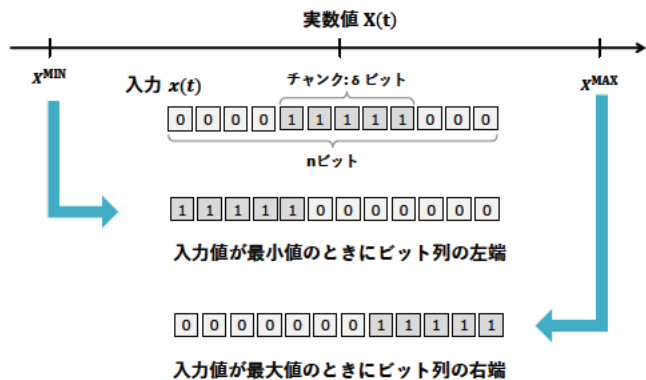 実数値 X(t)
X^MIN
X^MAX
入力 x(t)
チャンク: δ ビット
0 0 0 0 1 1 1 1 1 0 0 0
nビット
1 1 1 1 1 0 0 0 0 0 0 0
入力値が最小値のときにビット列の左端
0 0 0 0 0 0 0 1 1 1 1 1
入力値が最大値のときにビット列の右端